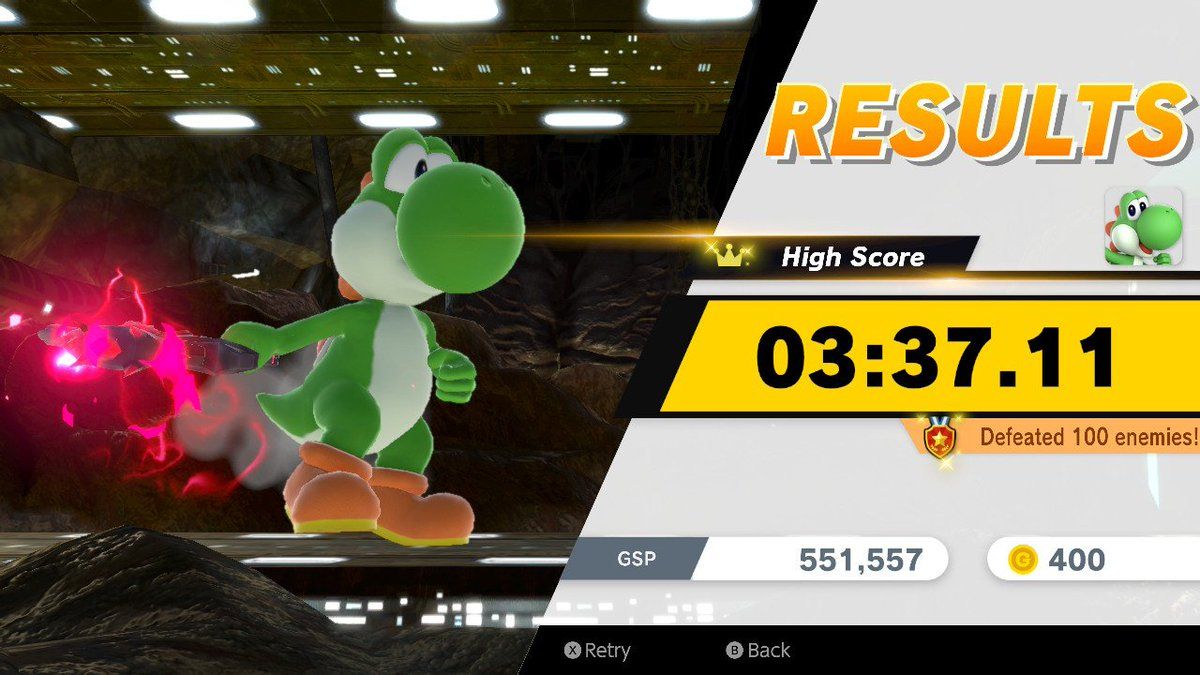 RESULTS
High Score
03:37.11
Defeated 100 enemies!
GSP 551,557 G 400
X Retry B Back